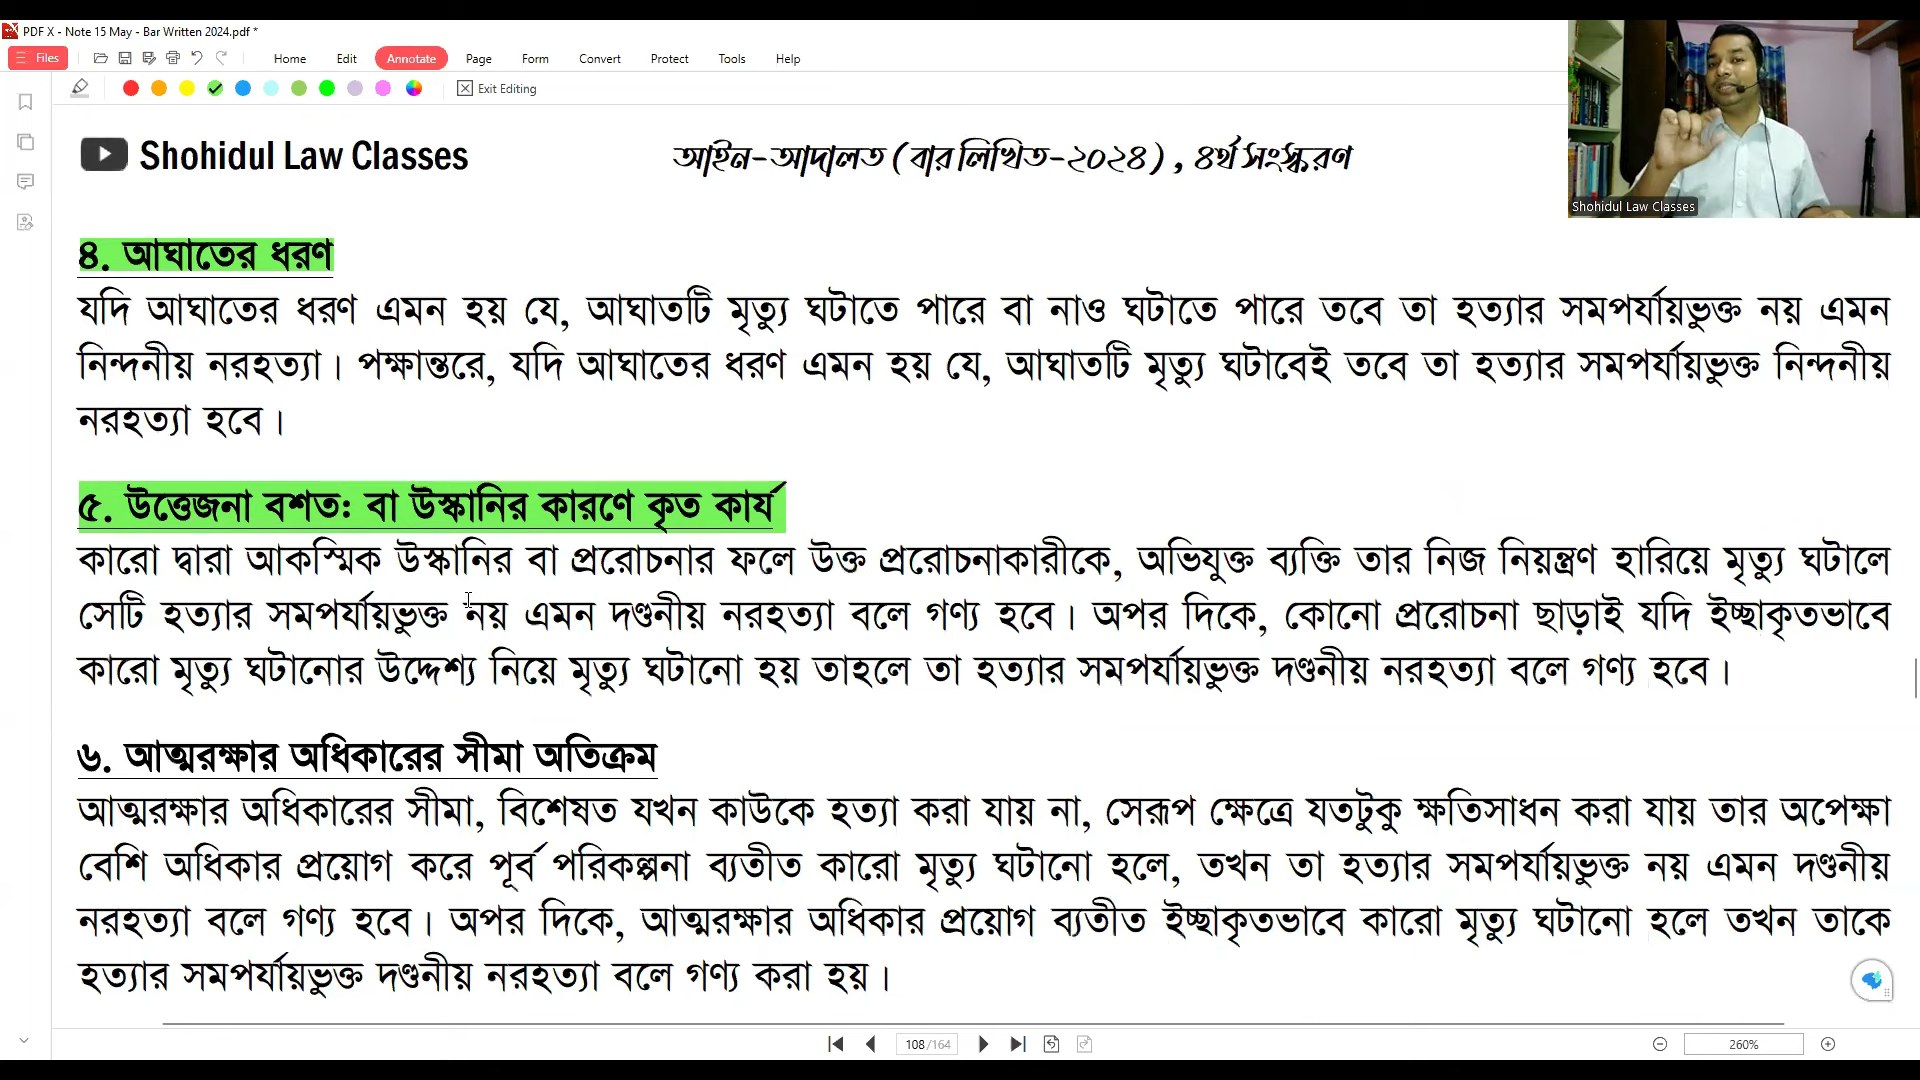 PDF X - Note 15 May - Bar Written 2024.pdf *
Files Home Edit Annotate Page Form Convert Protect Tools Help
Exit Editing
Shohidul Law Classes
আইন-আদালত (বার লিখিত-২০২৪) , ৪র্থ সংস্করণ
Shohidul Law Classes
৪. আঘাতের ধরণ
যদি আঘাতের ধরণ এমন হয় যে, আঘাতটি মৃত্যু ঘটাতে পারে বা নাও ঘটাতে পারে তবে তা হত্যার সমপর্যায়ভুক্ত নয় এমন
নিন্দনীয় নরহত্যা। পক্ষান্তরে, যদি আঘাতের ধরণ এমন হয় যে, আঘাতটি মৃত্যু ঘটাবেই তবে তা হত্যার সমপর্যায়ভুক্ত নিন্দনীয়
নরহত্যা হবে।
৫. উত্তেজনা বশত: বা উস্কানির কারণে কৃত কার্য
কারো দ্বারা আকস্মিক উস্কানির বা প্ররোচনার ফলে উক্ত প্ররোচনাকারীকে, অভিযুক্ত ব্যক্তি তার নিজ নিয়ন্ত্রণ হারিয়ে মৃত্যু ঘটালে
সেটি হত্যার সমপর্যায়ভুক্ত নয় এমন দণ্ডনীয় নরহত্যা বলে গণ্য হবে। অপর দিকে, কোনো প্ররোচনা ছাড়াই যদি ইচ্ছাকৃতভাবে
কারো মৃত্যু ঘটানোর উদ্দেশ্য নিয়ে মৃত্যু ঘটানো হয় তাহলে তা হত্যার সমপর্যায়ভুক্ত দণ্ডনীয় নরহত্যা বলে গণ্য হবে।
৬. আত্মরক্ষার অধিকারের সীমা অতিক্রম
আত্মরক্ষার অধিকারের সীমা, বিশেষত যখন কাউকে হত্যা করা যায় না, সেরূপ ক্ষেত্রে যতটুকু ক্ষতিসাধন করা যায় তার অপেক্ষা
বেশি অধিকার প্রয়োগ করে পূর্ব পরিকল্পনা ব্যতীত কারো মৃত্যু ঘটানো হলে, তখন তা হত্যার সমপর্যায়ভুক্ত নয় এমন দণ্ডনীয়
নরহত্যা বলে গণ্য হবে। অপর দিকে, আত্মরক্ষার অধিকার প্রয়োগ ব্যতীত ইচ্ছাকৃতভাবে কারো মৃত্যু ঘটানো হলে তখন তাকে
হত্যার সমপর্যায়ভুক্ত দণ্ডনীয় নরহত্যা বলে গণ্য করা হয়।
108 /164
260%